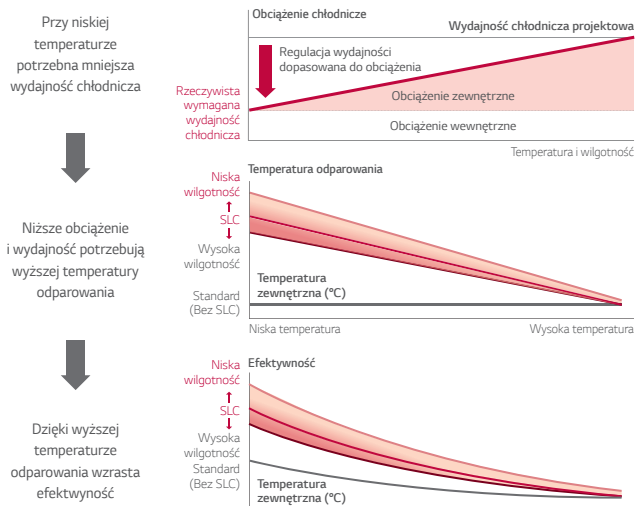 Przy niskiej
temperaturze
potrzebna mniejsza
wydajność chłodnicza
Obciążenie chłodnicze
Wydajność chłodnicza projektowa
Regulacja wydajności
dopasowana do obciążenia
Rzeczywista
wymagana
wydajność
chłodnicza
Obciążenie zewnętrzne
Obciążenie wewnętrzne
Temperatura i wilgotność
Niższe obciążenie
i wydajność potrzebują
wyższej temperatury
odparowania
Temperatura odparowania
Niska
wilgotność
SLC
Wysoka
wilgotność
Standard
(Bez SLC)
Temperatura
zewnętrzna (°C)
Niska temperatura
Wysoka temperatura
Dzięki wyższej
temperaturze
odparowania wzrasta
efektwyność
Efektywność
Niska
wilgotność
SLC
Wysoka
wilgotność
Standard
(Bez SLC)
Temperatura
zewnętrzna (°C)